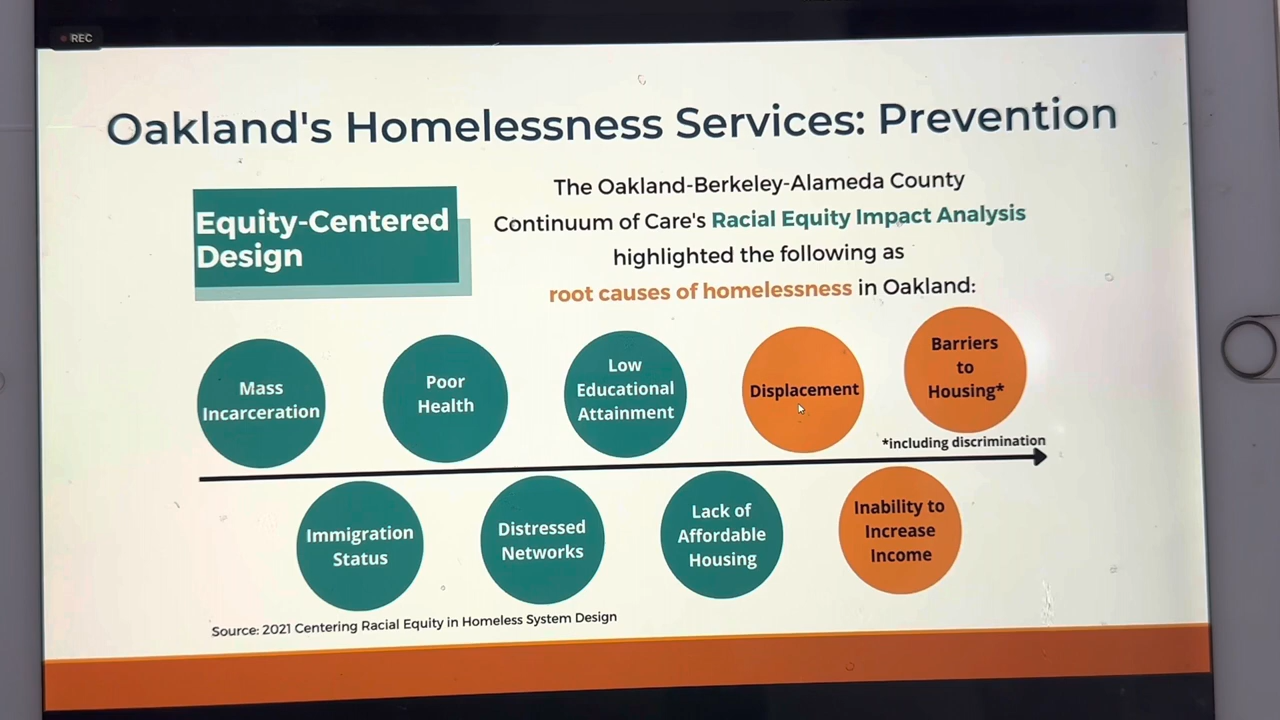 REC
Oakland's Homelessness Services: Prevention
Equity-Centered
Design
The Oakland-Berkeley-Alameda County
Continuum of Care's Racial Equity Impact Analysis
highlighted the following as
root causes of homelessness in Oakland:
Mass
Incarceration
Poor
Health
Low
Educational
Attainment
Displacement
Barriers
to
Housing*
*including discrimination
Immigration
Status
Distressed
Networks
Lack of
Affordable
Housing
Inability to
Increase
Income
Source: 2021 Centering Racial Equity in Homeless System Design